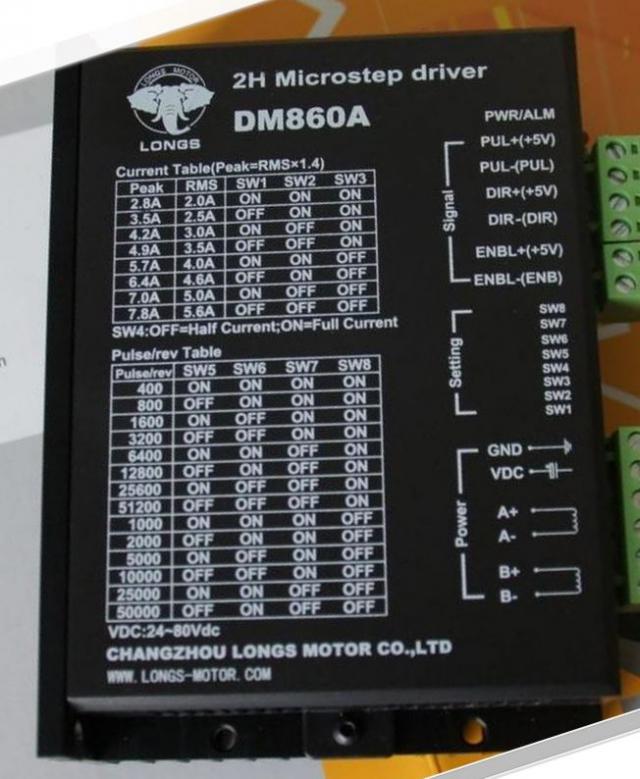 LONGS MOTOR
LONGS
2H Microstep driver
DM860A
Current Table(Peak=RMS×1.4)
Peak RMS SW1 SW2 SW3
2.8A 2.0A ON ON ON
3.5A 2.5A OFF ON ON
4.2A 3.0A ON OFF ON
4.9A 3.5A OFF OFF ON
5.7A 4.0A ON ON OFF
6.4A 4.6A OFF ON OFF
7.0A 5.0A ON OFF OFF
7.8A 5.6A OFF OFF OFF
SW4:OFF=Half Current;ON=Full Current
Pulse/rev Table
Pulse/rev SW5 SW6 SW7 SW8
400 ON ON ON ON
800 OFF ON ON ON
1600 ON OFF ON ON
3200 OFF OFF ON ON
6400 ON ON OFF ON
12800 OFF ON OFF ON
25600 ON OFF OFF ON
51200 OFF OFF OFF ON
1000 ON ON ON OFF
2000 OFF ON ON OFF
5000 ON OFF ON OFF
10000 OFF OFF ON OFF
25000 ON ON OFF OFF
50000 OFF ON OFF OFF
VDC:24~80Vdc
CHANGZHOU LONGS MOTOR CO.,LTD
WWW.LONGS-MOTOR.COM
PWR/ALM
Signal
PUL+(+5V)
PUL-(PUL)
DIR+(+5V)
DIR-(DIR)
ENBL+(+5V)
ENBL-(ENB)
Setting
SW8
SW7
SW6
SW5
SW4
SW3
SW2
SW1
Power
GND
VDC
A+
A-
B+
B-